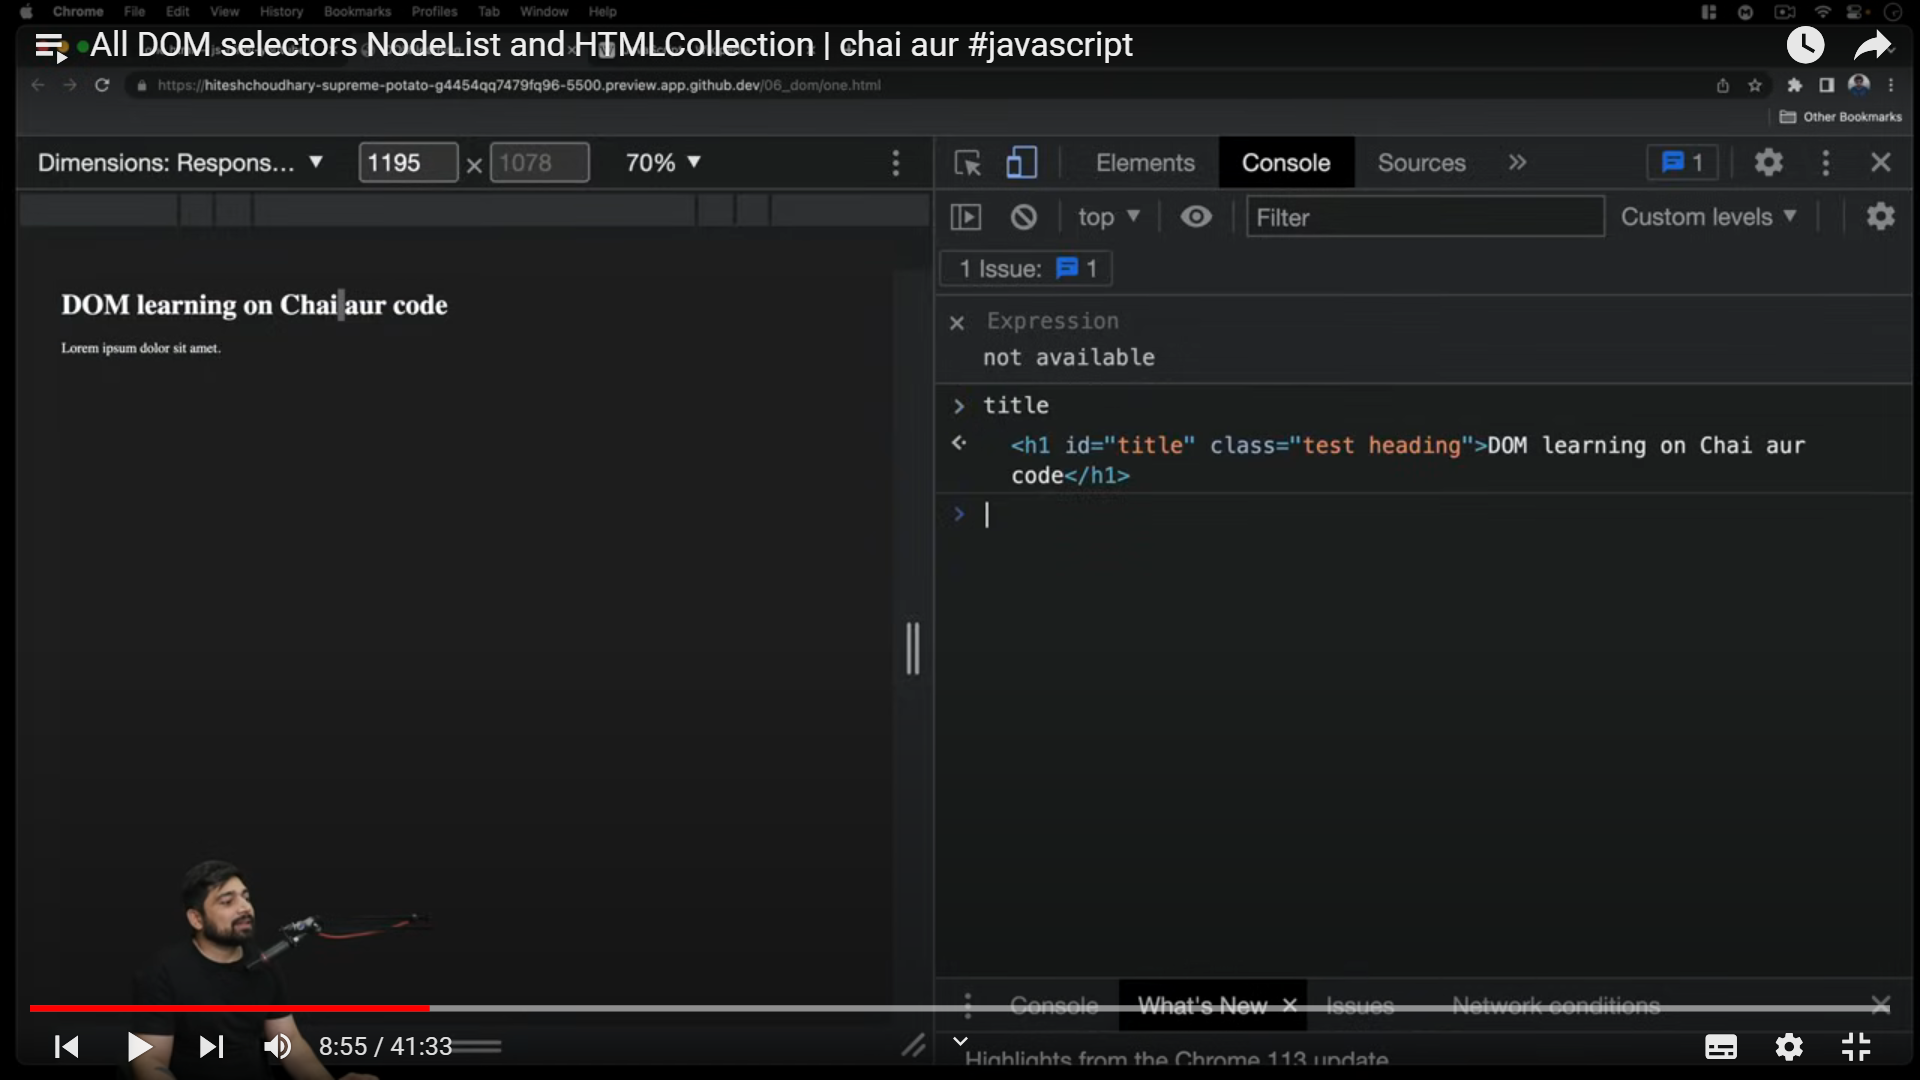 Chrome File Edit View History Bookmarks Profiles Tab Window Help
All DOM selectors NodeList and HTMLCollection | chai aur #javascript
https://hiteshchoudhary-supreme-potato-g4454qq7479fq96-5500.preview.app.github.dev/06_dom/one.html
Other Bookmarks
Dimensions: Respons... ▼ 1195 × 1078 70% ▼
Elements Console Sources » 1
top ▼ Filter Custom levels ▼
1 Issue: 1
DOM learning on Chai aur code
Lorem ipsum dolor sit amet.
Expression
not available
> title
<h1 id="title" class="test heading">DOM learning on Chai aur
code</h1>
>
Console What's New × Issues Network conditions
8:55 / 41:33
Highlights from the Chrome 113 update